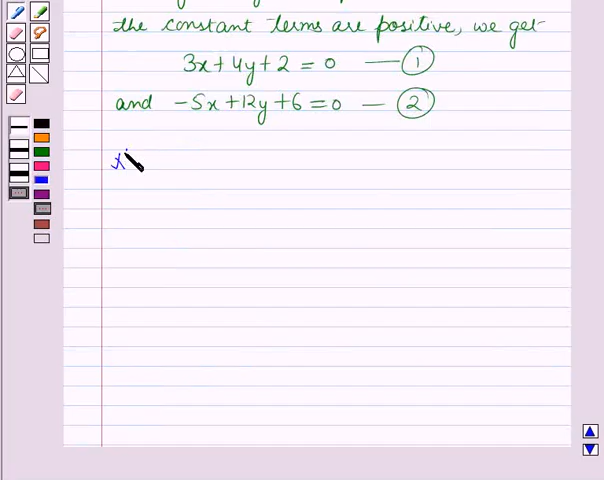 the constant terms are positive, we get
3x + 4y + 2 = 0 — ①
and -5x + 12y + 6 = 0 — ②